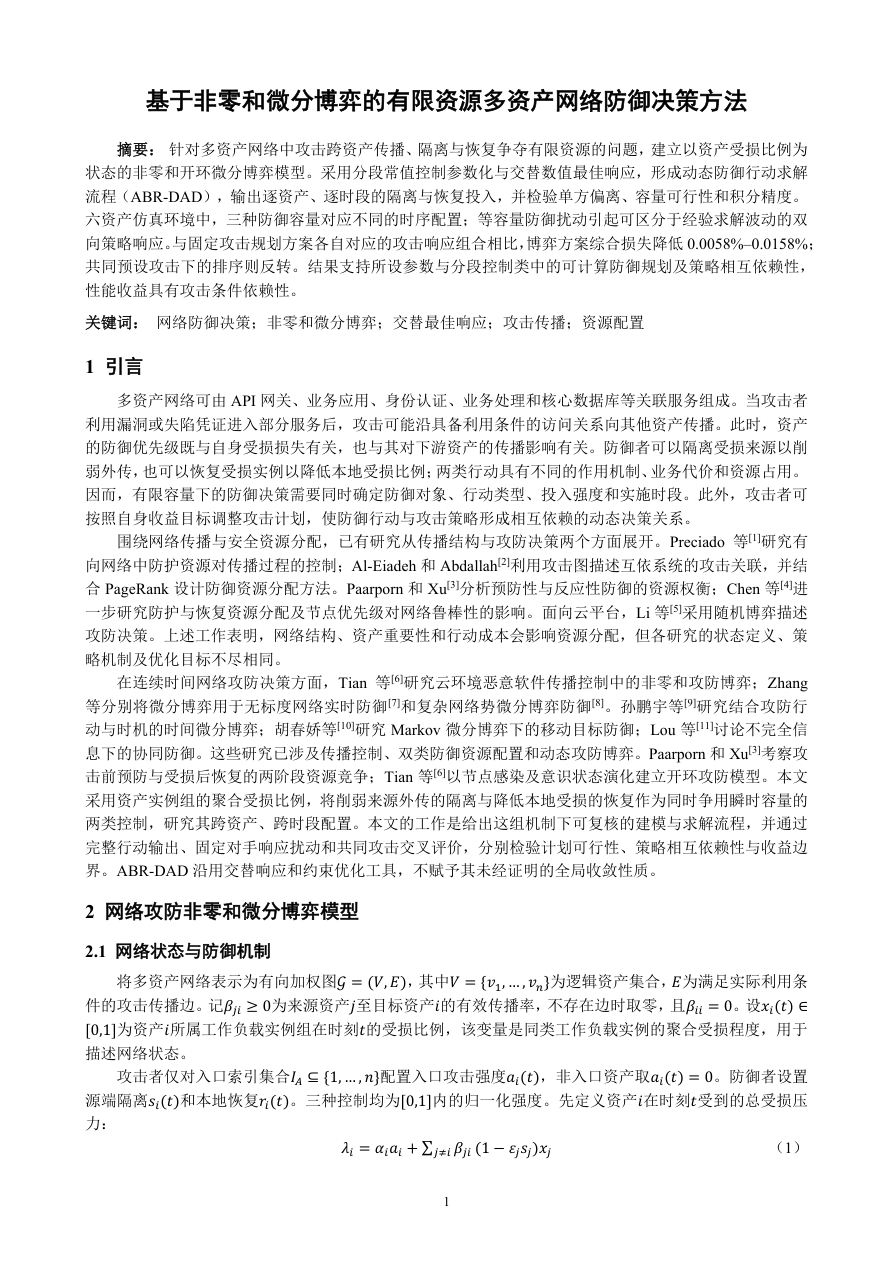 基于非零和微分博弈的有限资源多资产网络防御决策方法
摘要： 针对多资产网络中攻击跨资产传播、隔离与恢复争夺有限资源的问题，建立以资产受损比例为
状态的非零和开环微分博弈模型。采用分段常值控制参数化与交替数值最佳响应，形成动态防御行动求解
流程（ABR-DAD），输出逐资产、逐时段的隔离与恢复投入，并检验单方偏离、容量可行性和积分精度。
六资产仿真环境中，三种防御容量对应不同的时序配置；等容量防御扰动引起可区分于经验求解波动的双
向策略响应。与固定攻击规划方案各自对应的攻击响应组合相比，博弈方案综合损失降低 0.0058%–0.0158%；
共同预设攻击下的排序则反转。结果支持所设参数与分段控制类中的可计算防御规划及策略相互依赖性，
性能收益具有攻击条件依赖性。
关键词： 网络防御决策；非零和微分博弈；交替最佳响应；攻击传播；资源配置
1 引言
多资产网络可由 API 网关、业务应用、身份认证、业务处理和核心数据库等关联服务组成。当攻击者
利用漏洞或失陷凭证进入部分服务后，攻击可能沿具备利用条件的访问关系向其他资产传播。此时，资产
的防御优先级既与自身受损损失有关，也与其对下游资产的传播影响有关。防御者可以隔离受损来源以削
弱外传，也可以恢复受损实例以降低本地受损比例；两类行动具有不同的作用机制、业务代价和资源占用。
因而，有限容量下的防御决策需要同时确定防御对象、行动类型、投入强度和实施时段。此外，攻击者可
按照自身收益目标调整攻击计划，使防御行动与攻击策略形成相互依赖的动态决策关系。
围绕网络传播与安全资源分配，已有研究从传播结构与攻防决策两个方面展开。Preciado 等[1]研究有
向网络中防护资源对传播过程的控制；Al-Eiadeh 和 Abdallah[2]利用攻击图描述互依系统的攻击关联，并结
合 PageRank 设计防御资源分配方法。Paarporn 和 Xu[3]分析预防性与反应性防御的资源权衡；Chen 等[4]进
一步研究防护与恢复资源分配及节点优先级对网络鲁棒性的影响。面向云平台，Li 等[5]采用随机博弈描述
攻防决策。上述工作表明，网络结构、资产重要性和行动成本会影响资源分配，但各研究的状态定义、策
略机制及优化目标不尽相同。
在连续时间网络攻防决策方面，Tian 等[6]研究云环境恶意软件传播控制中的非零和攻防博弈；Zhang
等分别将微分博弈用于无标度网络实时防御[7]和复杂网络势微分博弈防御[8]。孙鹏宇等[9]研究结合攻防行
动与时机的时间微分博弈；胡春娇等[10]研究 Markov 微分博弈下的移动目标防御；Lou 等[11]讨论不完全信
息下的协同防御。这些研究已涉及传播控制、双类防御资源配置和动态攻防博弈。Paarporn 和 Xu[3]考察攻
击前预防与受损后恢复的两阶段资源竞争；Tian 等[6]以节点感染及意识状态演化建立开环攻防模型。本文
采用资产实例组的聚合受损比例，将削弱来源外传的隔离与降低本地受损的恢复作为同时争用瞬时容量的
两类控制，研究其跨资产、跨时段配置。本文的工作是给出这组机制下可复核的建模与求解流程，并通过
完整行动输出、固定对手响应扰动和共同攻击交叉评价，分别检验计划可行性、策略相互依赖性与收益边
界。ABR-DAD 沿用交替响应和约束优化工具，不赋予其未经证明的全局收敛性质。
2 网络攻防非零和微分博弈模型
2.1 网络状态与防御机制
将多资产网络表示为有向加权图𝒢 = (V, E)，其中V = {v₁, … , vₙ}为逻辑资产集合，E为满足实际利用条
件的攻击传播边。记βⱼᵢ ≥ 0为来源资产j至目标资产i的有效传播率，不存在边时取零，且βᵢᵢ = 0。设xᵢ(t) ∈
[0,1]为资产i所属工作负载实例组在时刻t的受损比例，该变量是同类工作负载实例的聚合受损程度，用于
描述网络状态。
攻击者仅对入口索引集合I_A ⊆ {1, … , n}配置入口攻击强度aᵢ(t)，非入口资产取aᵢ(t) = 0。防御者设置
源端隔离sᵢ(t)和本地恢复rᵢ(t)。三种控制均为[0,1]内的归一化强度。先定义资产i在时刻t受到的总受损压
力：
λᵢ = αᵢaᵢ + ∑ⱼ≠ᵢ βⱼᵢ (1 − εⱼsⱼ)xⱼ （1）
1